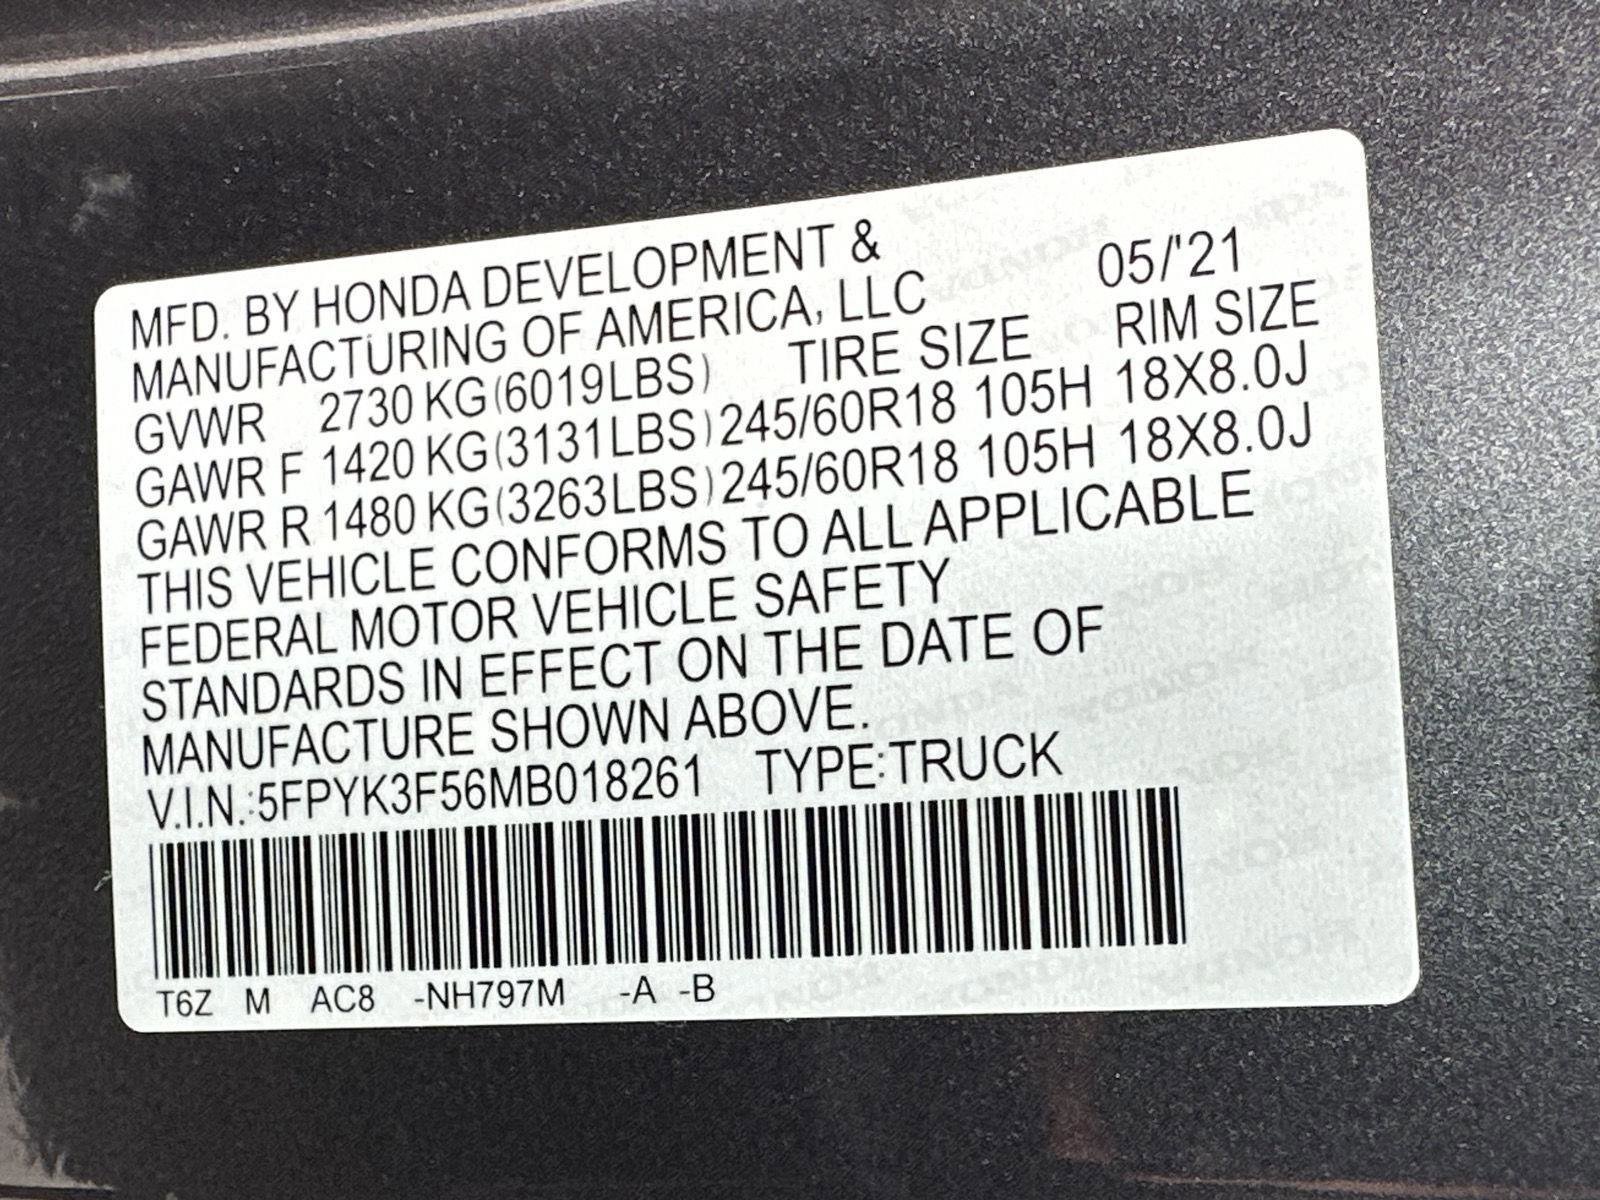 MFD. BY HONDA DEVELOPMENT &
MANUFACTURING OF AMERICA, LLC 05/'21
GVWR 2730 KG(6019LBS) TIRE SIZE RIM SIZE
GAWR F 1420 KG(3131LBS) 245/60R18 105H 18X8.0J
GAWR R 1480 KG(3263LBS) 245/60R18 105H 18X8.0J
THIS VEHICLE CONFORMS TO ALL APPLICABLE
FEDERAL MOTOR VEHICLE SAFETY
STANDARDS IN EFFECT ON THE DATE OF
MANUFACTURE SHOWN ABOVE.
V.I.N.:5FPYK3F56MB018261 TYPE:TRUCK
T6Z M AC8 -NH797M -A -B